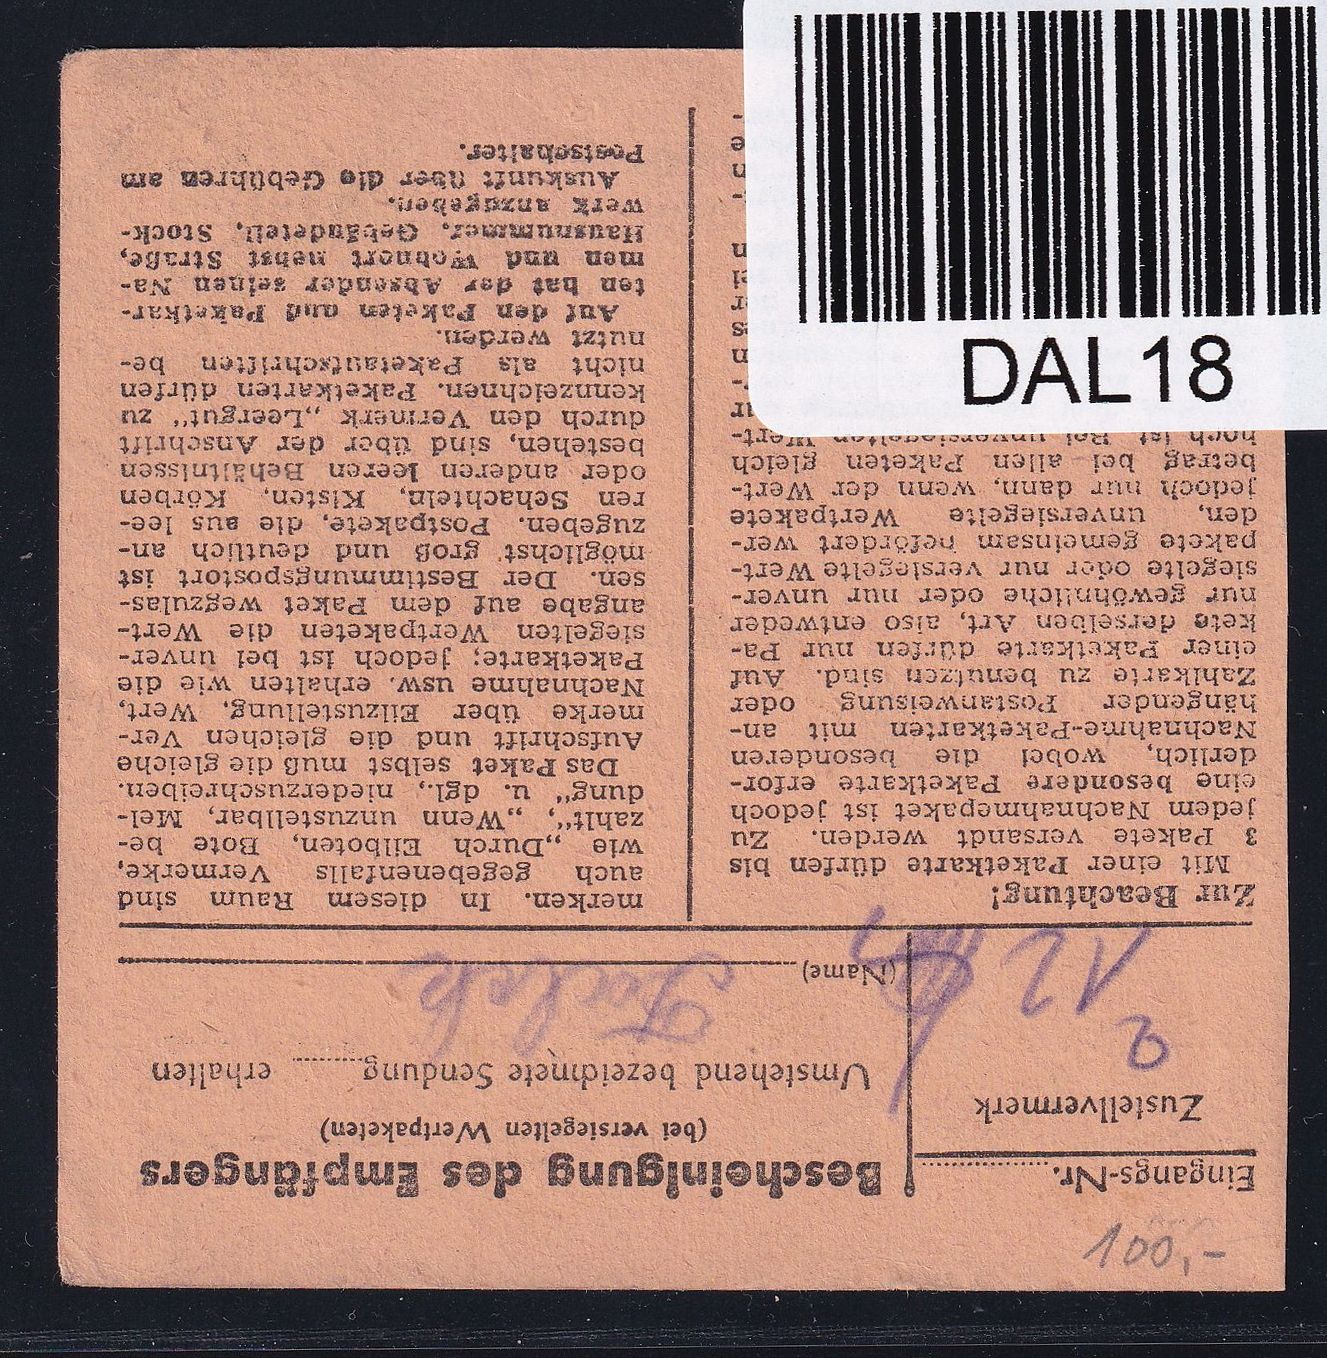 DAL18
100,-
Eingangs-Nr.
Zustellvermerk
2
12
Bescheinigung des Empfängers
(bei versiegelten Wertpaketen)
Umstehend bezeichnete Sendung erhalten
(Name)
Zur Beachtung!
Mit einer Paketkarte dürfen bis
3 Pakete versandt werden. Zu
jedem Nachnahmepaket ist jedoch
eine besondere Paketkarte erfor-
derlich, wobei die besonderen
Nachnahme-Paketkarten mit an-
hängender Postanweisung oder
Zahlkarte zu benutzen sind. Auf
einer Paketkarte dürfen nur Pa-
kete derselben Art, also entweder
nur gewöhnliche oder nur unver-
siegelte oder nur versiegelte Wert-
pakete gemeinsam befördert wer-
den, unversiegelte Wertpakete
jedoch nur dann, wenn der Wert-
betrag bei allen Paketen gleich
hoch ist. Bei unversiegelten Wert-
merken. In diesem Raum sind
auch gegebenenfalls Vermerke,
wie „Durch Eilboten, Bote be-
zahlt“, „Wenn unzustellbar, Mel-
dung“ u. dgl., niederzuschreiben.
Das Paket selbst muß die gleiche
Aufschrift und die gleichen Ver-
merke über Eilzustellung, Wert,
Nachnahme usw. erhalten wie die
Paketkarte; jedoch ist bei unver-
siegelten Wertpaketen die Wert-
angabe auf dem Paket wegzulas-
sen. Der Bestimmungspostort ist
möglichst groß und deutlich an-
zugeben. Postpakete, die aus lee-
ren Schachteln, Kisten, Körben
oder anderen leeren Behältnissen
bestehen, sind über der Anschrift
durch den Vermerk „Leergut“ zu
kennzeichnen. Paketkarten dürfen
nicht als Paketaufschriften be-
nutzt werden.
Auf den Paketen und Paketkar-
ten hat der Absender seinen Na-
men und Wohnort nebst Straße,
Hausnummer, Gebäudeteil, Stock-
werk anzugeben.
Auskunft über die Gebühren am
Postschalter.